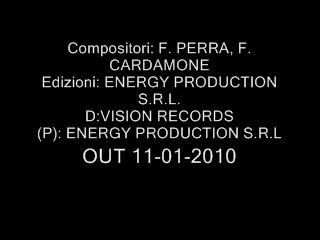 Compositori: F. PERRA, F.
CARDAMONE
Edizioni: ENERGY PRODUCTION
S.R.L.
D:VISION RECORDS
(P): ENERGY PRODUCTION S.R.L
OUT 11-01-2010